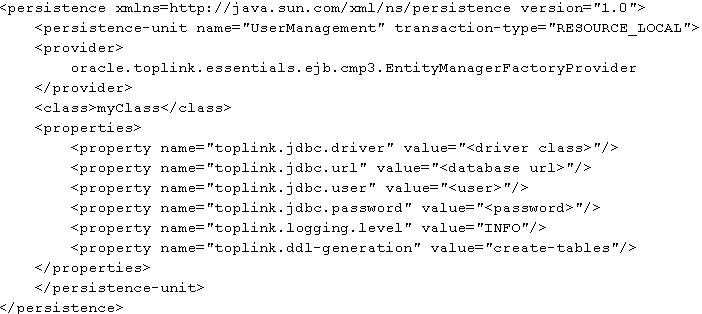 <persistence xmlns=http://java.sun.com/xml/ns/persistence version="1.0">
<persistence-unit name="UserManagement" transaction-type="RESOURCE_LOCAL">
<provider>
oracle.toplink.essentials.ejb.cmp3.EntityManagerFactoryProvider
</provider>
<class>myClass</class>
<properties>
<property name="toplink.jdbc.driver" value="<driver class>"/>
<property name="toplink.jdbc.url" value="<database url>"/>
<property name="toplink.jdbc.user" value="<user>"/>
<property name="toplink.jdbc.password" value="<password>"/>
<property name="toplink.logging.level" value="INFO"/>
<property name="toplink.ddl-generation" value="create-tables"/>
</properties>
</persistence-unit>
</persistence>